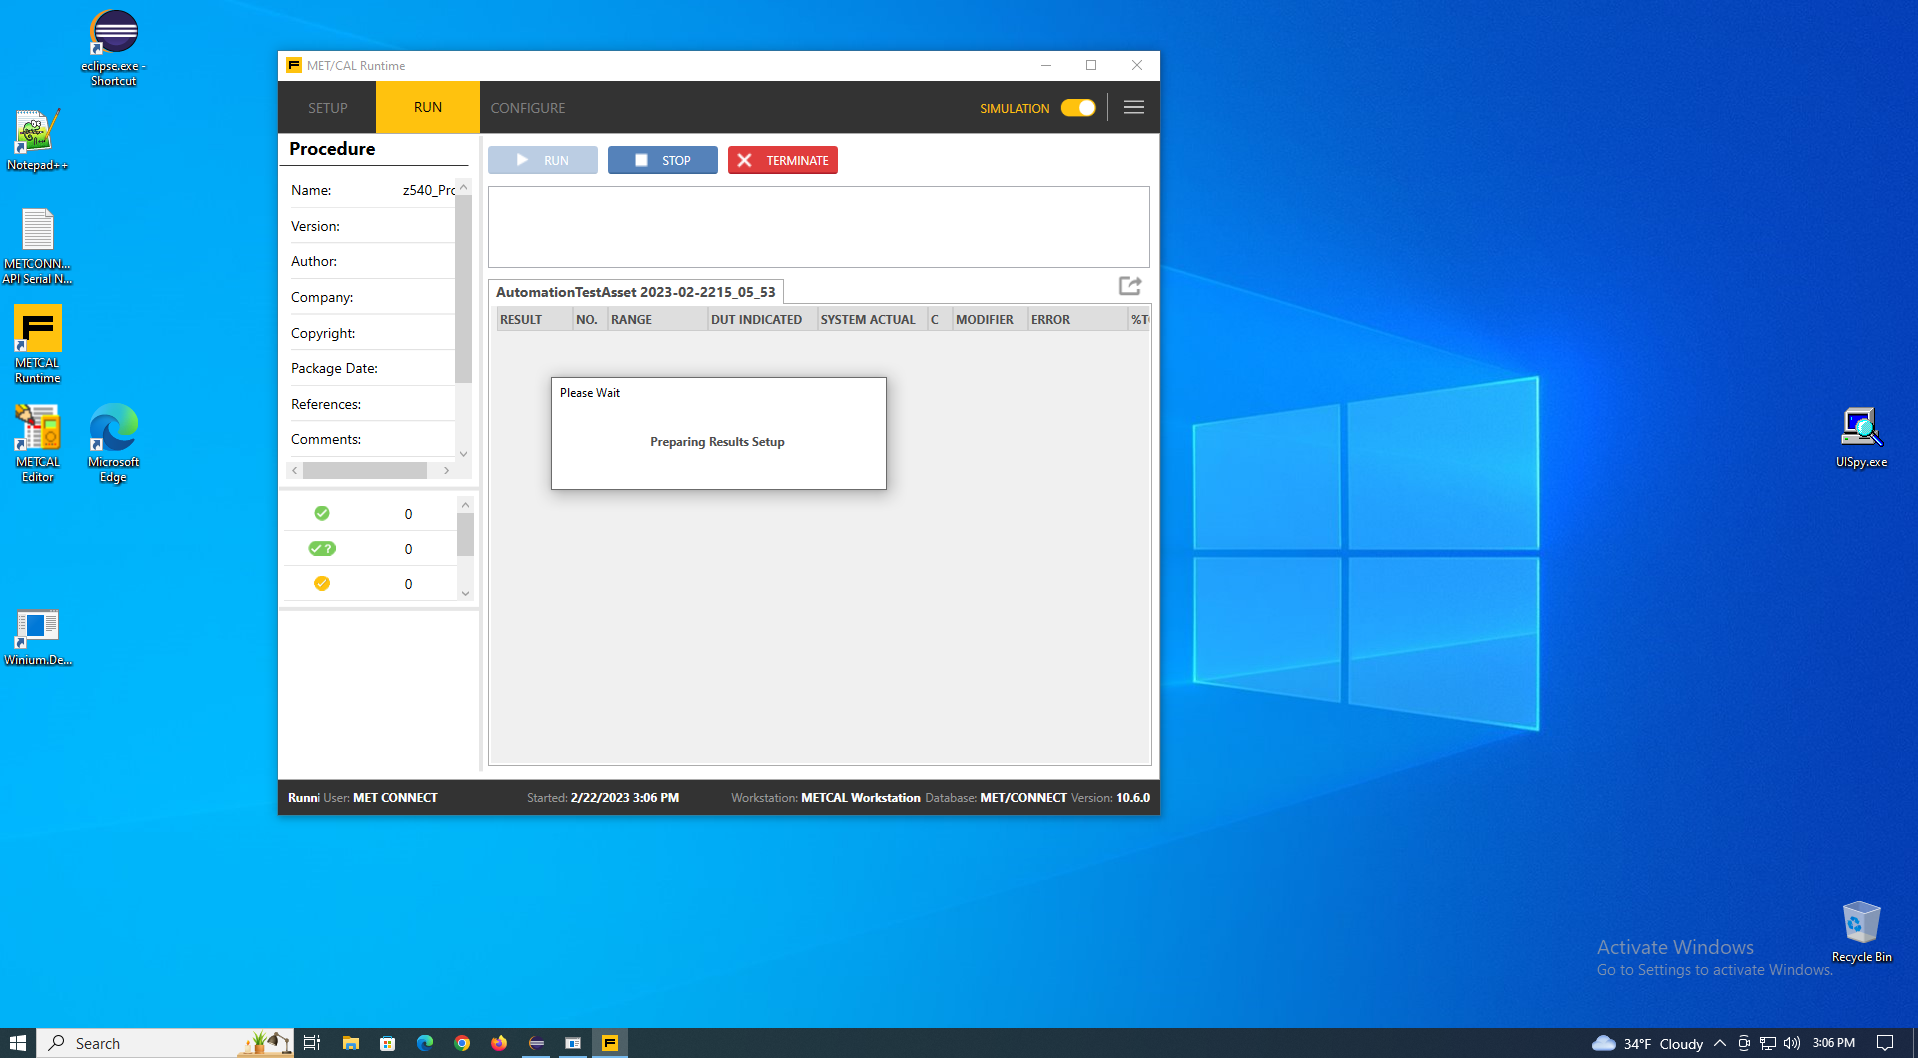 eclipse.exe -
Shortcut
Notepad++
METCONN...
API Serial N...
METCAL
Runtime
METCAL
Editor
Microsoft
Edge
Winium.De...
MET/CAL Runtime
SETUP
RUN
CONFIGURE
SIMULATION
Procedure
Name: z540_Pro
Version:
Author:
Company:
Copyright:
Package Date:
References:
Comments:
0
? 0
0
RUN
STOP
TERMINATE
AutomationTestAsset 2023-02-2215_05_53
RESULT NO. RANGE DUT INDICATED SYSTEM ACTUAL C MODIFIER ERROR %T
Please Wait
Preparing Results Setup
Runni User: MET CONNECT Started: 2/22/2023 3:06 PM Workstation: METCAL Workstation Database: MET/CONNECT Version: 10.6.0
UISpy.exe
Activate Windows
Go to Settings to activate Windows.
Recycle Bin
Search
34°F Cloudy
3:06 PM